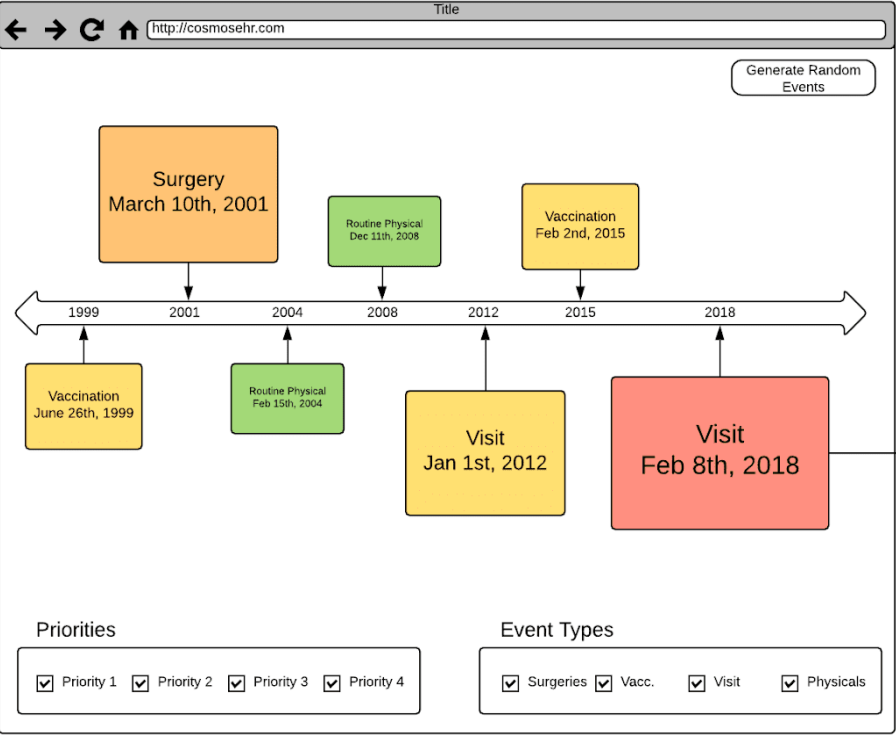 Title
http://cosmosehr.com
Generate Random
Events
Surgery
March 10th, 2001
Routine Physical
Dec 11th, 2008
Vaccination
Feb 2nd, 2015
1999 2001 2004 2008 2012 2015 2018
Vaccination
June 26th, 1999
Routine Physical
Feb 15th, 2004
Visit
Jan 1st, 2012
Visit
Feb 8th, 2018
Priorities
Priority 1 Priority 2 Priority 3 Priority 4
Event Types
Surgeries Vacc. Visit Physicals